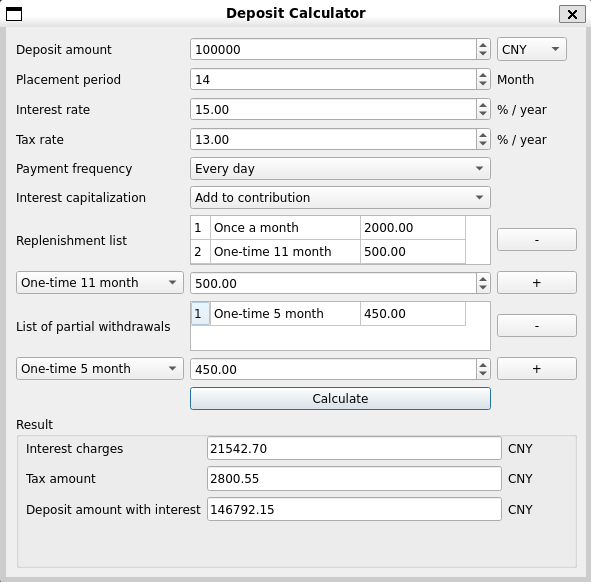 Deposit Calculator
Deposit amount 100000 CNY
Placement period 14 Month
Interest rate 15.00 % / year
Tax rate 13.00 % / year
Payment frequency Every day
Interest capitalization Add to contribution
Replenishment list
1 Once a month 2000.00
2 One-time 11 month 500.00
-
One-time 11 month 500.00 +
List of partial withdrawals
1 One-time 5 month 450.00
-
One-time 5 month 450.00 +
Calculate
Result
Interest charges 21542.70 CNY
Tax amount 2800.55 CNY
Deposit amount with interest 146792.15 CNY